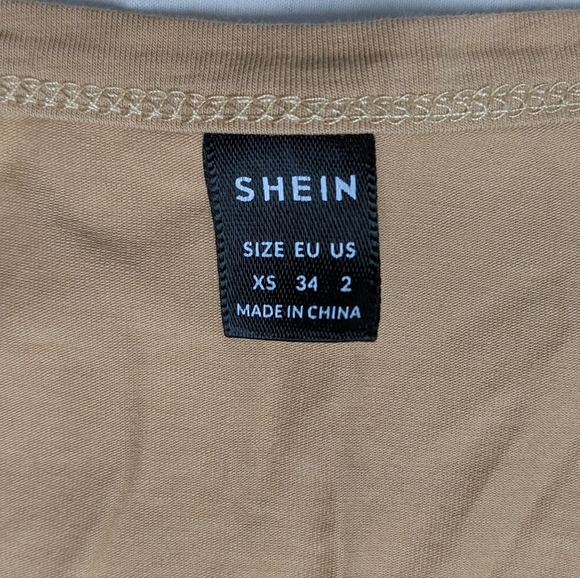 SHEIN
SIZE EU US
XS 34 2
MADE IN CHINA